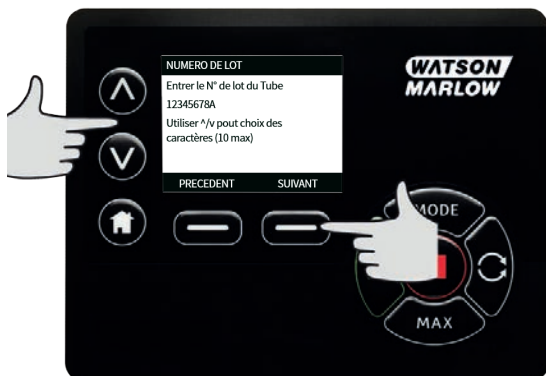 NUMERO DE LOT
Entrer le N° de lot du Tube
12345678A
Utiliser ^/v pout choix des
caractères (10 max)
PRECEDENT SUIVANT
WATSON
MARLOW
MODE
MAX